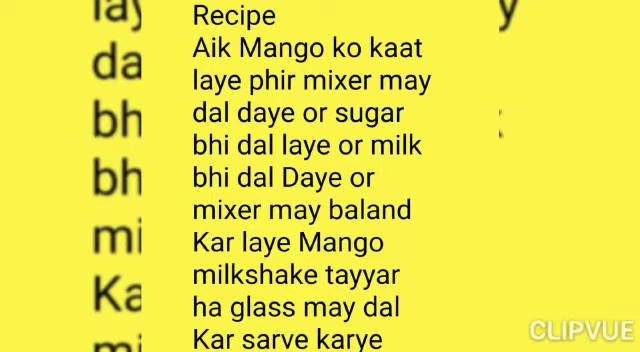 Recipe
Aik Mango ko kaat
laye phir mixer may
dal daye or sugar
bhi dal laye or milk
bhi dal Daye or
mixer may baland
Kar laye Mango
milkshake tayyar
ha glass may dal
Kar sarve karye
CLIPVUE